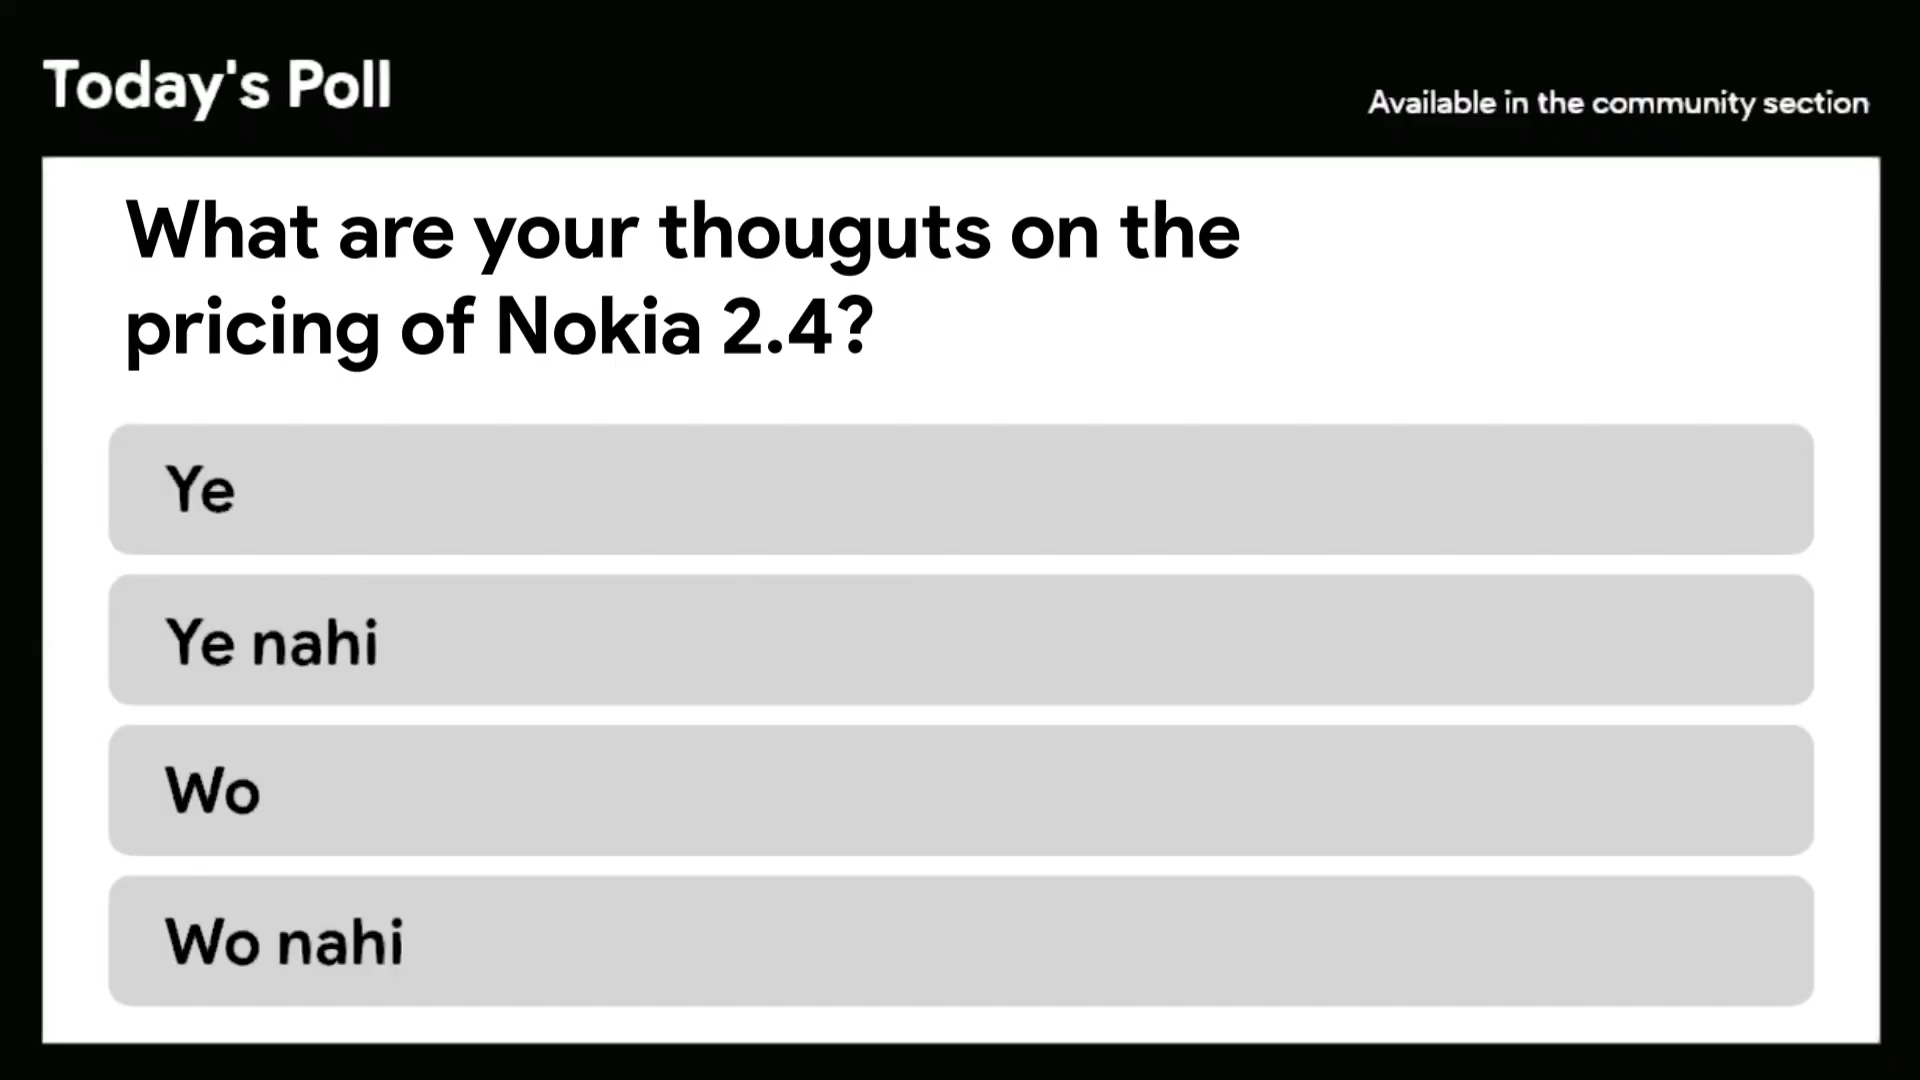 Today's Poll
Available in the community section
What are your thouguts on the
pricing of Nokia 2.4?
Ye
Ye nahi
Wo
Wo nahi